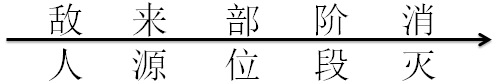 敌 来 部 阶 消
人 源 位 段 灭